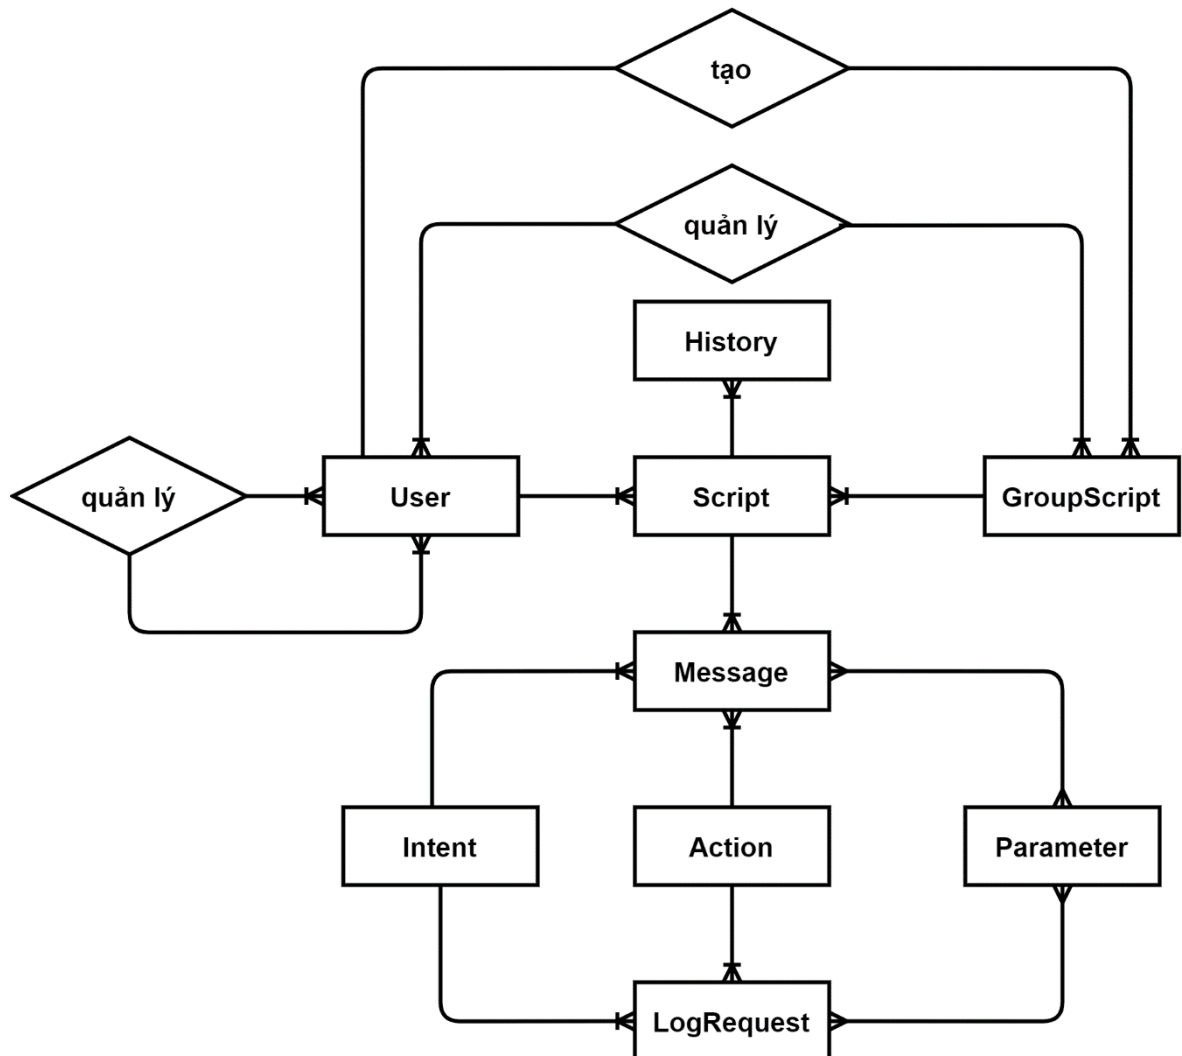 tạo
quản lý
History
quản lý
User
Script
GroupScript
Message
Intent
Action
Parameter
LogRequest